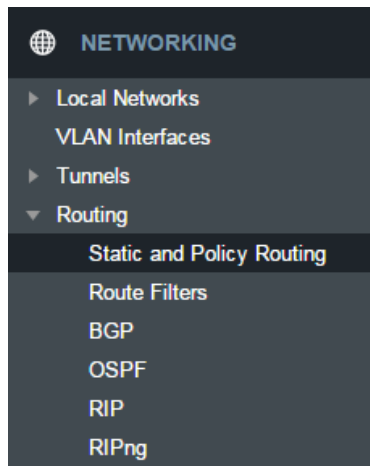 NETWORKING
Local Networks
VLAN Interfaces
Tunnels
Routing
Static and Policy Routing
Route Filters
BGP
OSPF
RIP
RIPng